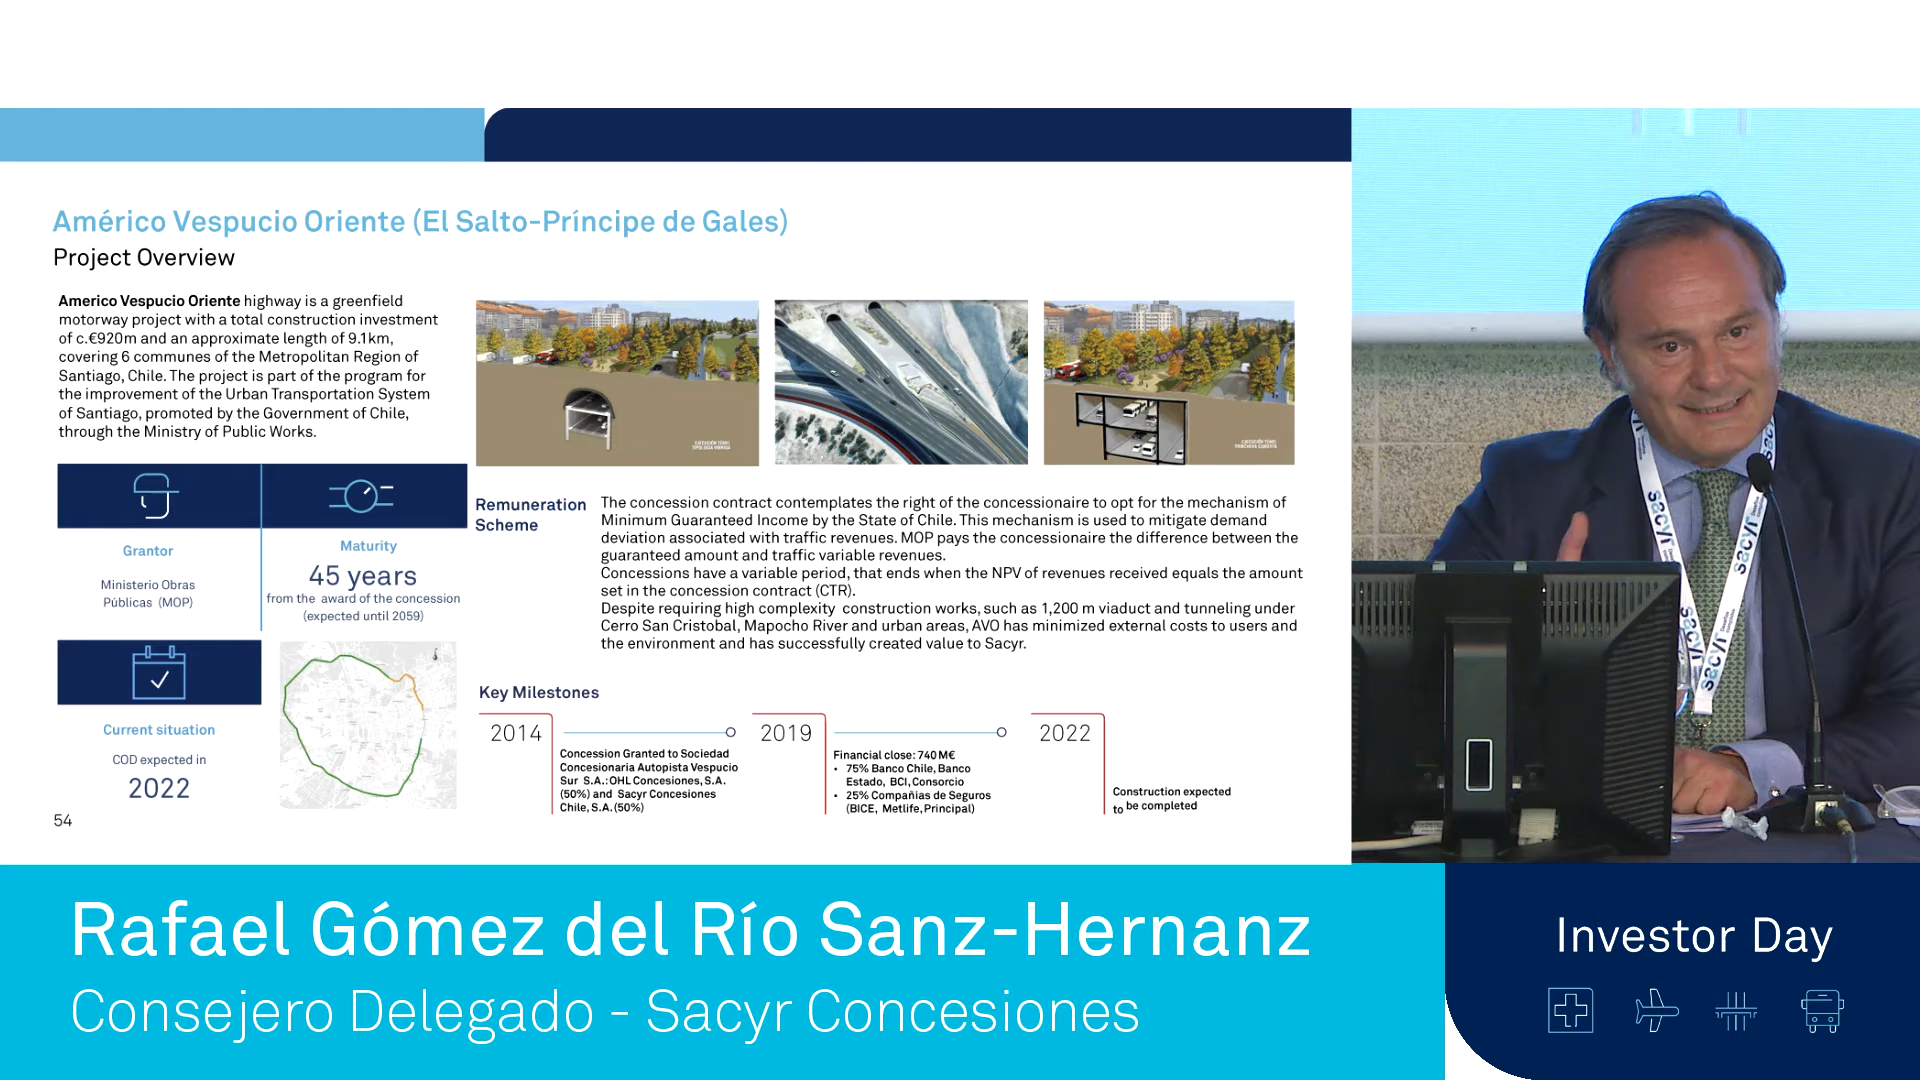 Américo Vespucio Oriente (El Salto-Príncipe de Gales)
Project Overview
Americo Vespucio Oriente highway is a greenfield
motorway project with a total construction investment
of c.€920m and an approximate length of 9.1km,
covering 6 communes of the Metropolitan Region of
Santiago, Chile. The project is part of the program for
the improvement of the Urban Transportation System
of Santiago, promoted by the Government of Chile,
through the Ministry of Public Works.
Grantor
Ministerio Obras
Públicas (MOP)
Maturity
45 years
from the award of the concession
(expected until 2059)
Current situation
COD expected in
2022
Remuneration
Scheme
The concession contract contemplates the right of the concessionaire to opt for the mechanism of
Minimum Guaranteed Income by the State of Chile. This mechanism is used to mitigate demand
deviation associated with traffic revenues. MOP pays the concessionaire the difference between the
guaranteed amount and traffic variable revenues.
Concessions have a variable period, that ends when the NPV of revenues received equals the amount
set in the concession contract (CTR).
Despite requiring high complexity construction works, such as 1,200 m viaduct and tunneling under
Cerro San Cristobal, Mapocho River and urban areas, AVO has minimized external costs to users and
the environment and has successfully created value to Sacyr.
Key Milestones
2014
Concession Granted to Sociedad
Concesionaria Autopista Vespucio
Sur S.A.: OHL Concesiones, S.A.
(50%) and Sacyr Concesiones
Chile, S.A. (50%)
2019
Financial close: 740 M€
• 75% Banco Chile, Banco
Estado, BCI, Consorcio
• 25% Compañias de Seguros
(BICE, Metlife, Principal)
2022
Construction expected
to be completed
54
sacyr
sacyr
sacyr
sacyr
Rafael Gómez del Río Sanz-Hernanz
Consejero Delegado - Sacyr Concesiones
Investor Day